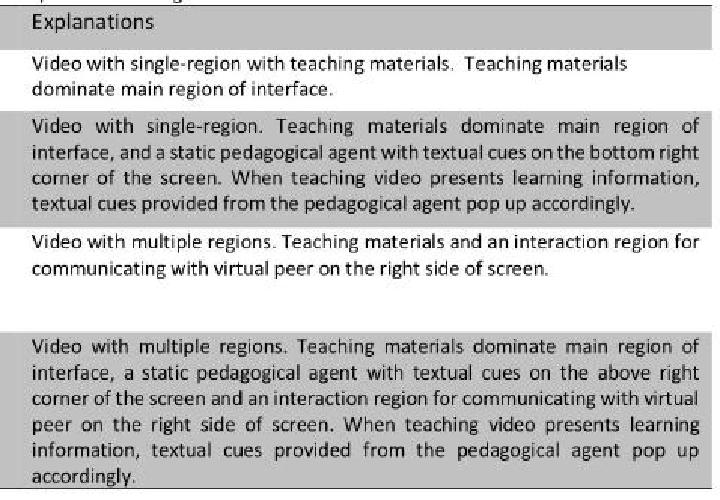 Explanations
Video with single-region with teaching materials. Teaching materials
dominate main region of interface.
Video with single-region. Teaching materials dominate main region of
interface, and a static pedagogical agent with textual cues on the bottom right
corner of the screen. When teaching video presents learning information,
textual cues provided from the pedagogical agent pop up accordingly.
Video with multiple regions. Teaching materials and an interaction region for
communicating with virtual peer on the right side of screen.
Video with multiple regions. Teaching materials dominate main region of
interface, a static pedagogical agent with textual cues on the above right
corner of the screen and an interaction region for communicating with virtual
peer on the right side of screen. When teaching video presents learning
information, textual cues provided from the pedagogical agent pop up
accordingly.